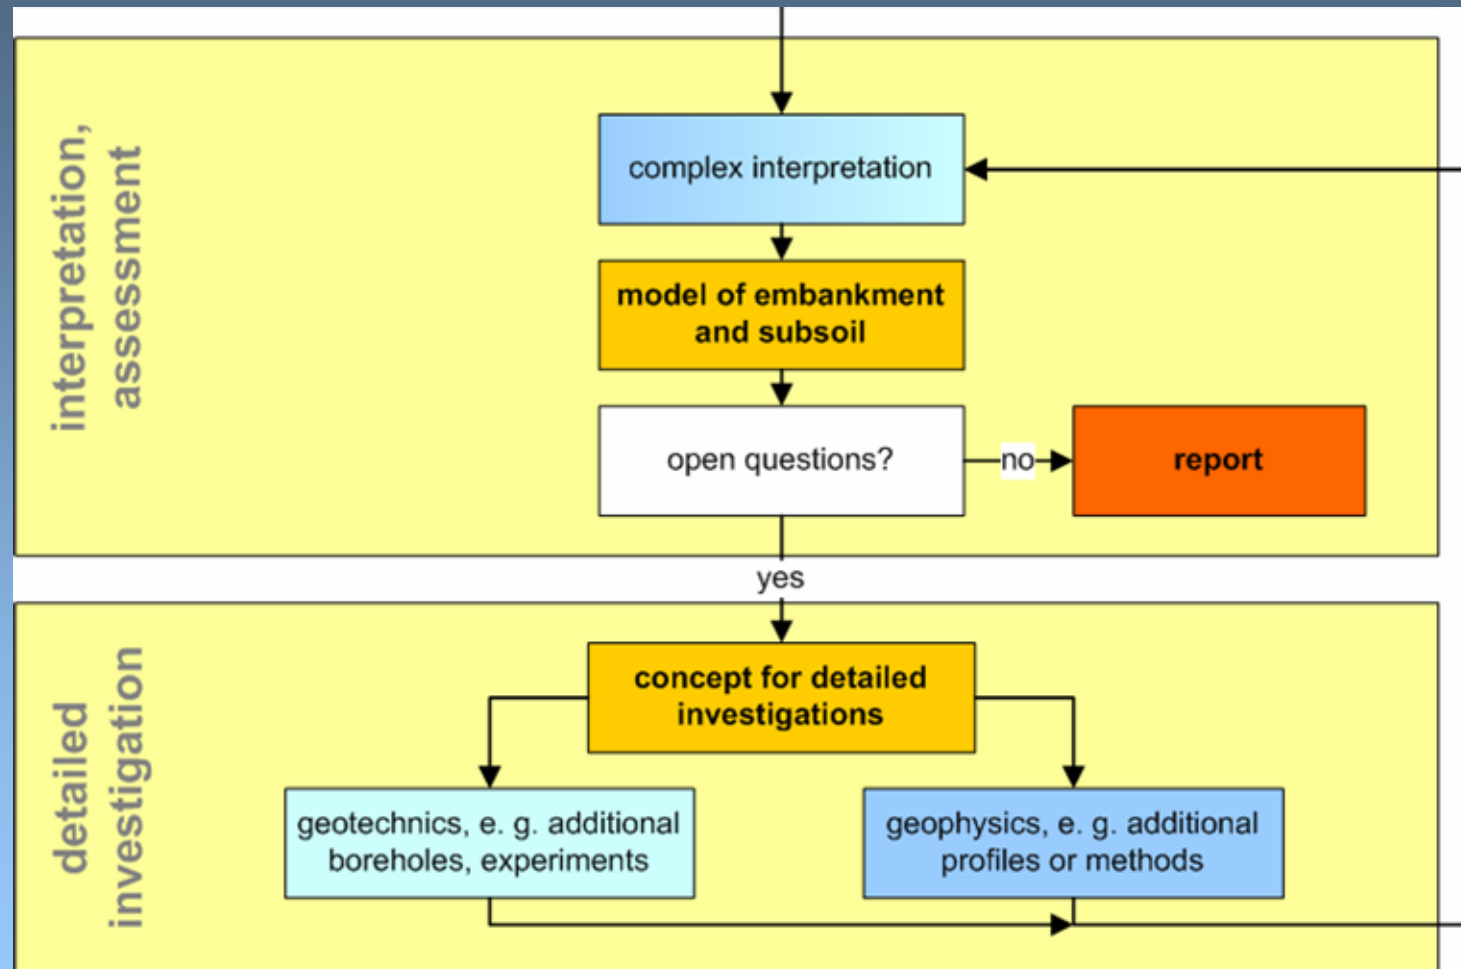 interpretation,
assessment
complex interpretation
model of embankment
and subsoil
open questions?
no
report
yes
detailed
investigation
concept for detailed
investigations
geotechnics, e. g. additional
boreholes, experiments
geophysics, e. g. additional
profiles or methods